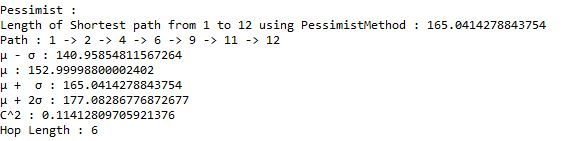 Pessimist :
Length of Shortest path from 1 to 12 using PessimistMethod : 165.0414278843754
Path : 1 -> 2 -> 4 -> 6 -> 9 -> 11 -> 12
μ - σ : 140.95854811567264
μ : 152.99998800002402
μ +  σ : 165.0414278843754
μ + 2σ : 177.08286776872677
C^2 : 0.11412809705921376
Hop Length : 6